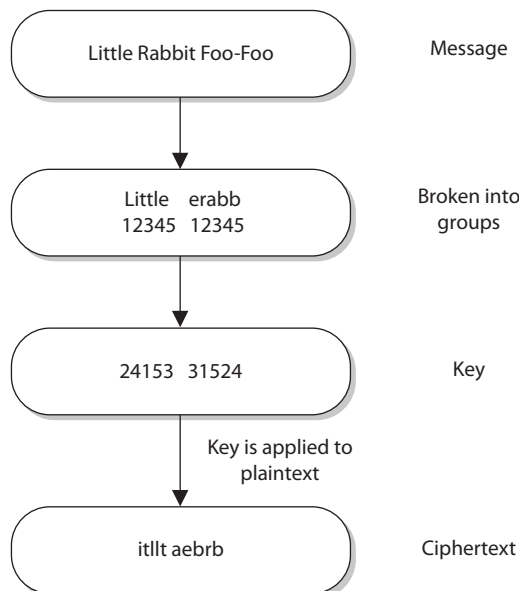 Little Rabbit Foo-Foo
Message
Little erabb
12345 12345
Broken into
groups
24153 31524
Key
Key is applied to
plaintext
itllt aebrb
Ciphertext